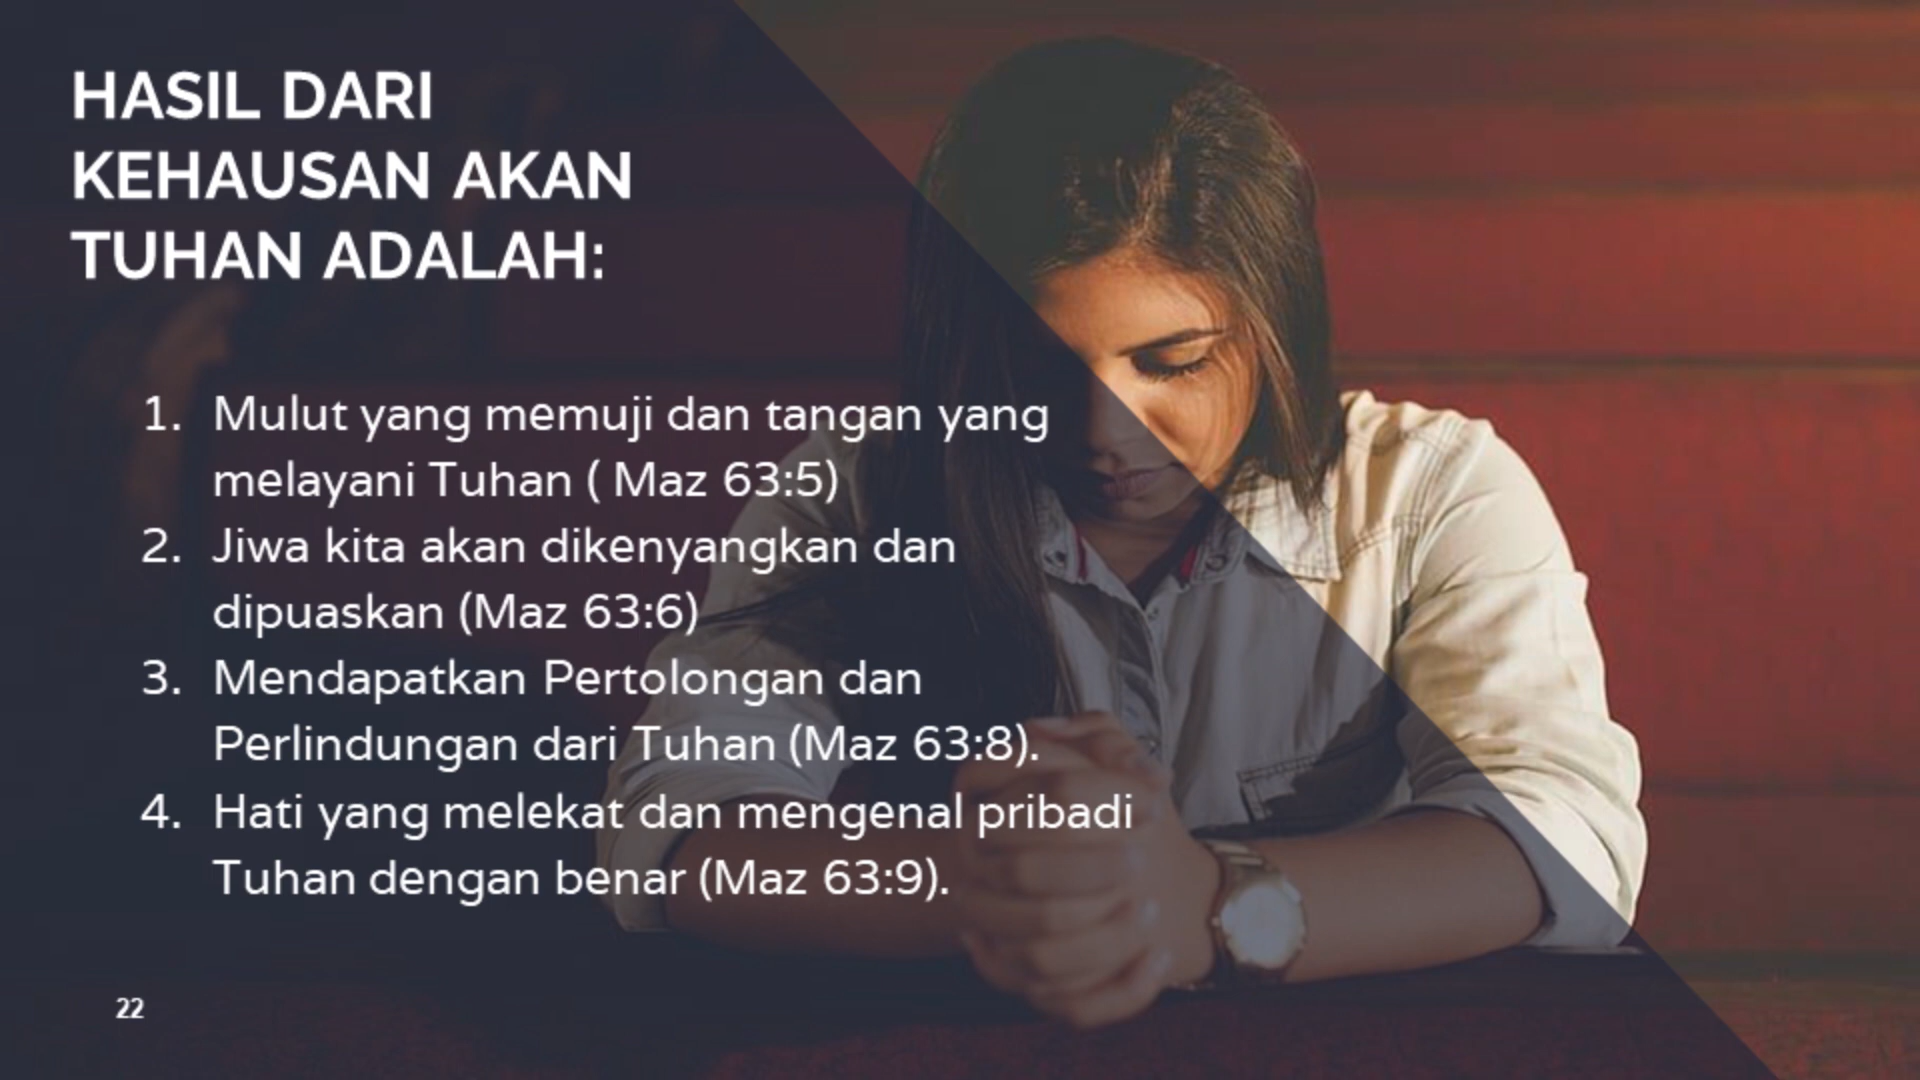 HASIL DARI
KEHAUSAN AKAN
TUHAN ADALAH:
1. Mulut yang memuji dan tangan yang
melayani Tuhan ( Maz 63:5)
2. Jiwa kita akan dikenyangkan dan
dipuaskan (Maz 63:6)
3. Mendapatkan Pertolongan dan
Perlindungan dari Tuhan (Maz 63:8).
4. Hati yang melekat dan mengenal pribadi
Tuhan dengan benar (Maz 63:9).
22